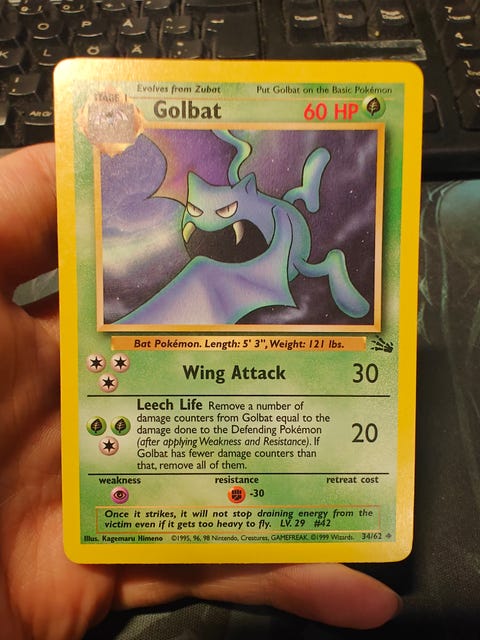 Evolves from Zubat
Put Golbat on the Basic Pokémon
STAGE 1
Golbat
60 HP
Bat Pokémon. Length: 5' 3", Weight: 121 lbs.
Wing Attack
30
Leech Life Remove a number of
damage counters from Golbat equal to the
damage done to the Defending Pokémon
(after applying Weakness and Resistance). If
Golbat has fewer damage counters than
that, remove all of them.
20
weakness
resistance
retreat cost
-30
Once it strikes, it will not stop draining energy from the
victim even if it gets too heavy to fly. LV. 29 #42
Illus. Kagemaru Himeno
©1995, 96, 98 Nintendo, Creatures, GAMEFREAK. ©1999 Wizards.
34/62